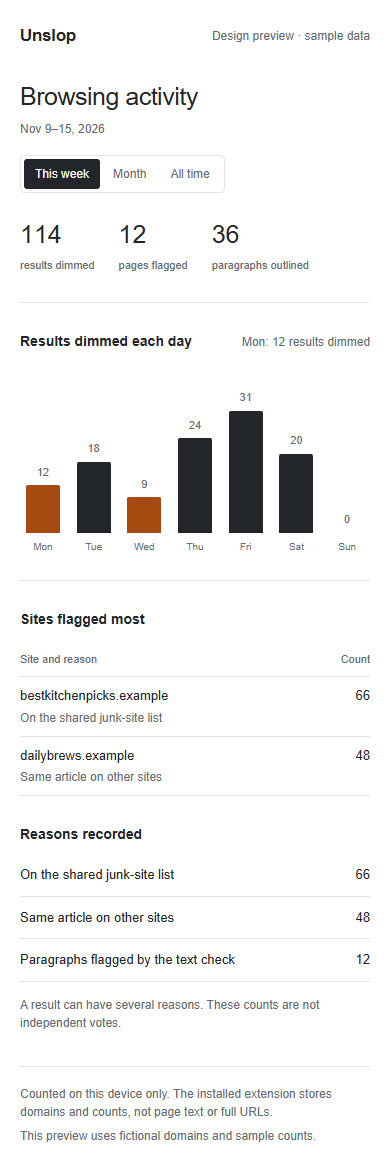 Unslop
Design preview · sample data
Browsing activity
Nov 9–15, 2026
This week
Month
All time
114
12
36
results dimmed
pages flagged
paragraphs outlined
Results dimmed each day
Mon: 12 results dimmed
12
18
9
24
31
20
0
Mon
Tue
Wed
Thu
Fri
Sat
Sun
Sites flagged most
Site and reason
Count
bestkitchenpicks.example
66
On the shared junk-site list
dailybrews.example
48
Same article on other sites
Reasons recorded
On the shared junk-site list
66
Same article on other sites
48
Paragraphs flagged by the text check
12
A result can have several reasons. These counts are not
independent votes.
Counted on this device only. The installed extension stores
domains and counts, not page text or full URLs.
This preview uses fictional domains and sample counts.